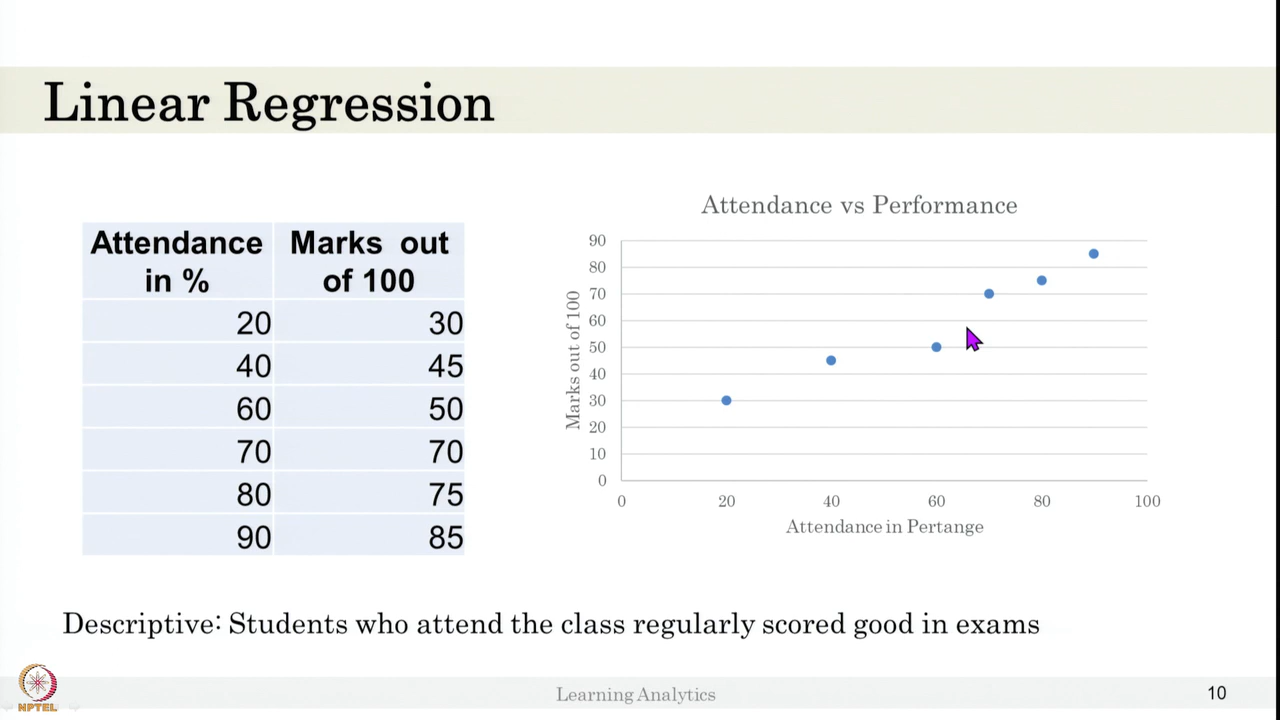 Linear Regression
Attendance in % Marks out of 100
20 30
40 45
60 50
70 70
80 75
90 85
Attendance vs Performance
Marks out of 100
90
80
70
60
50
40
30
20
10
0
0 20 40 60 80 100
Attendance in Pertange
Descriptive: Students who attend the class regularly scored good in exams
NPTEL
Learning Analytics
10